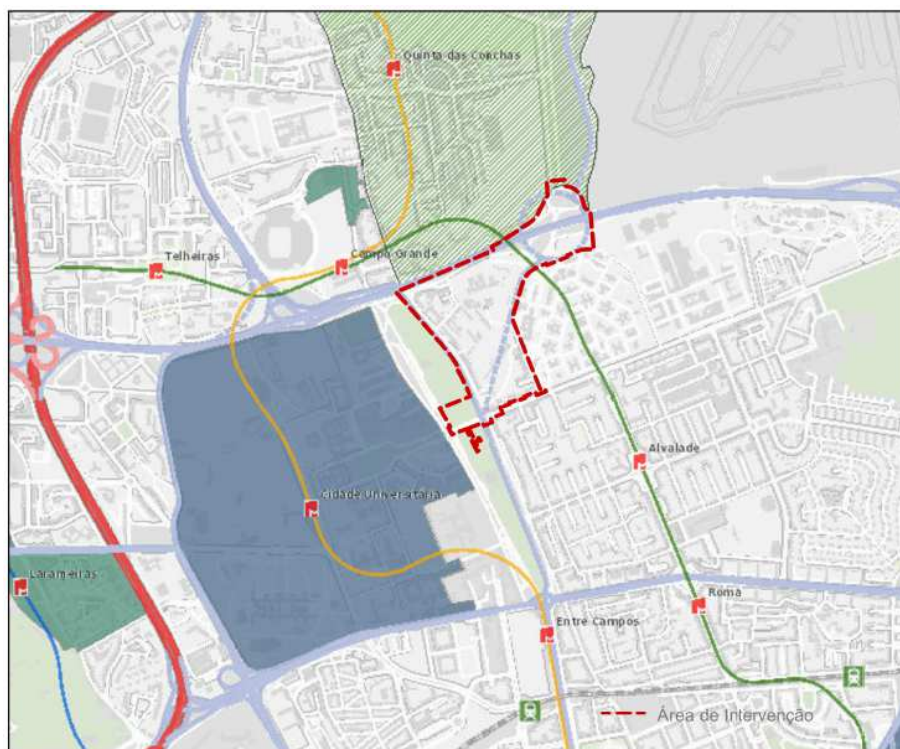 Quinta das Conchas
Campo Grande
Telheiras
Alvalade
Cidade Universitária
Laranjeiras
Roma
Entre Campos
Área de Intervenção